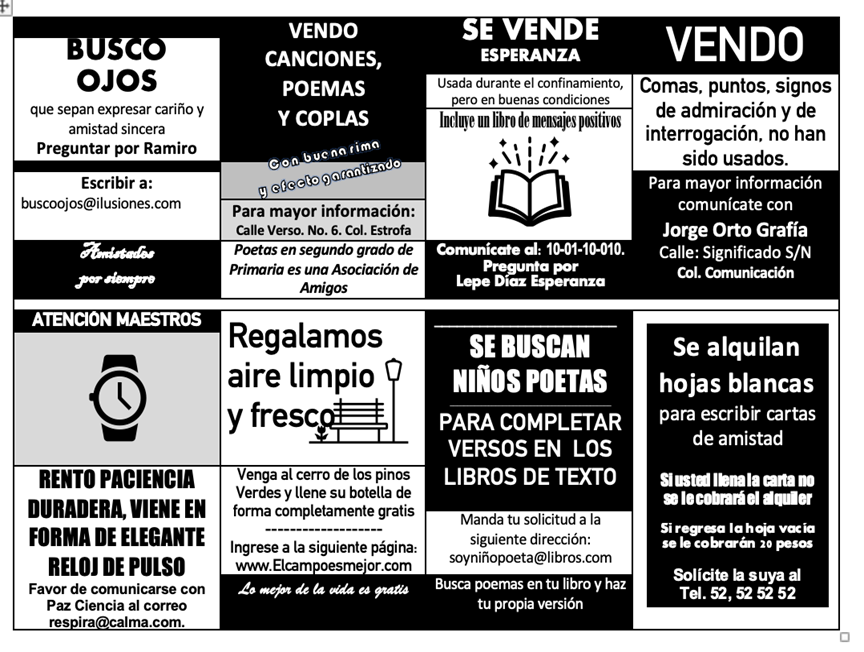 BUSCO
OJOS
que sepan expresar cariño y
amistad sincera
Preguntar por Ramiro
Escribir a:
buscoojos@ilusiones.com
Amistades
por siempre
VENDO
CANCIONES,
POEMAS
Y COPLAS
Con buena rima
y efecto garantizado
Para mayor información:
Calle Verso. No. 6. Col. Estrofa
Poetas en segundo grado de
Primaria es una Asociación de
Amigos
SE VENDE
ESPERANZA
Usada durante el confinamiento,
pero en buenas condiciones
Incluye un libro de mensajes positivos
Comunícate al: 10-01-10-010.
Pregunta por
Lepe Díaz Esperanza
VENDO
Comas, puntos, signos
de admiración y de
interrogación, no han
sido usados.
Para mayor información
comunícate con
Jorge Orto Grafía
Calle: Significado S/N
Col. Comunicación
ATENCIÓN MAESTROS
RENTO PACIENCIA
DURADERA, VIENE EN
FORMA DE ELEGANTE
RELOJ DE PULSO
Favor de comunicarse con
Paz Ciencia al correo
respira@calma.com.
Regalamos
aire limpio
y fresco
Venga al cerro de los pinos
Verdes y llene su botella de
forma completamente gratis
-------------------
Ingrese a la siguiente página:
www.Elcampoesmejor.com
Lo mejor de la vida es gratis
SE BUSCAN
NIÑOS POETAS
PARA COMPLETAR
VERSOS EN LOS
LIBROS DE TEXTO
Manda tu solicitud a la
siguiente dirección:
soyniñopoeta@libros.com
Busca poemas en tu libro y haz
tu propia versión
Se alquilan
hojas blancas
para escribir cartas
de amistad
Si usted llena la carta no
se le cobrará el alquiler
Si regresa la hoja vacía
se le cobrarán 20 pesos
Solícite la suya al
Tel. 52, 52 52 52